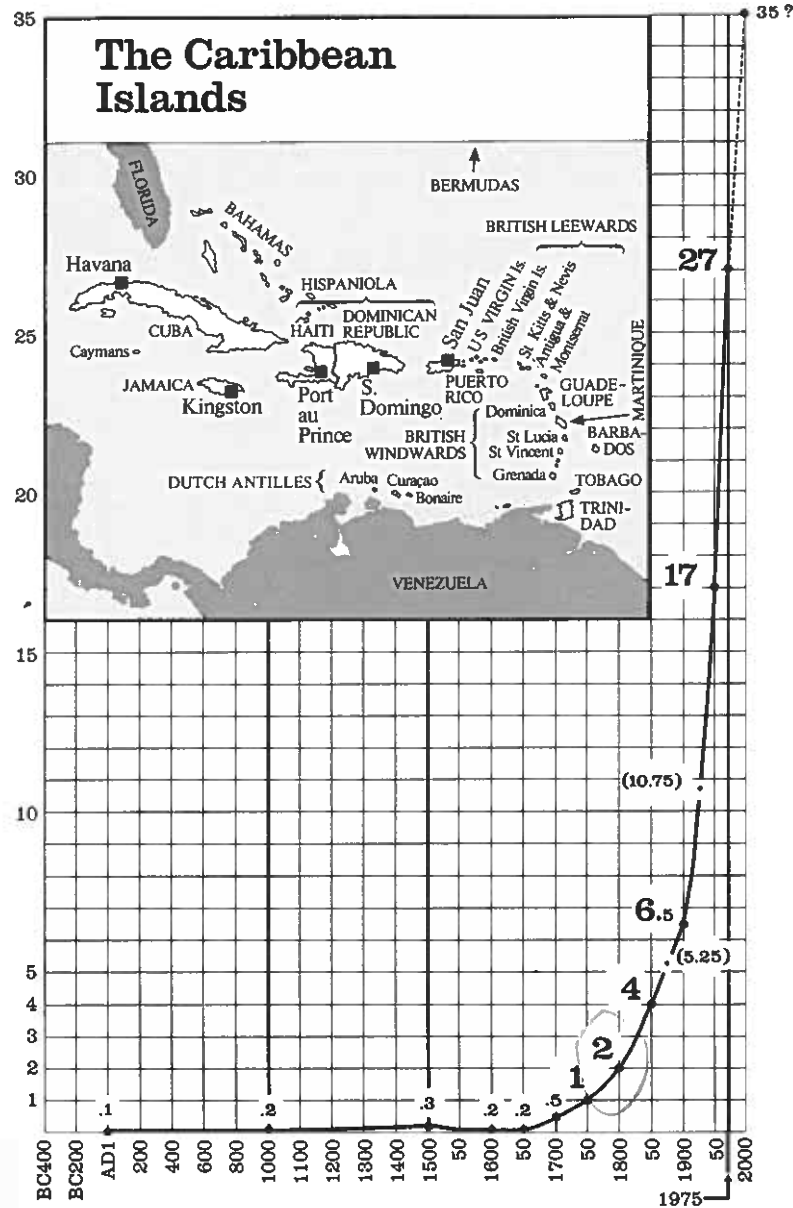 35
35 ?
The Caribbean
Islands
30
FLORIDA
BERMUDAS
BAHAMAS
BRITISH LEEWARDS
27
Havana
HISPANIOLA
San Juan
US VIRGIN Is.
British Virgin Is.
St Kitts & Nevis
Antigua &
Montserrat
25
CUBA
HAITI
DOMINICAN
REPUBLIC
Caymans
JAMAICA
Kingston
Port
au
Prince
S.
Domingo
PUERTO
RICO
GUADE-
LOUPE
MARTINIQUE
Dominica
BRITISH
WINDWARDS
St Lucia
St Vincent
Grenada
BARBA-
DOS
20
DUTCH ANTILLES
Aruba
Curaçao
Bonaire
TOBAGO
TRINI-
DAD
VENEZUELA
17
15
(10.75)
10
6.5
(5.25)
5
4
4
3
2
2
1
1
.1
.2
.3
.2
.2
.5
BC400
BC200
AD1
200
400
600
800
1000
1100
1200
1300
1400
1500
50
1600
50
1700
50
1800
50
1900
50
2000
1975